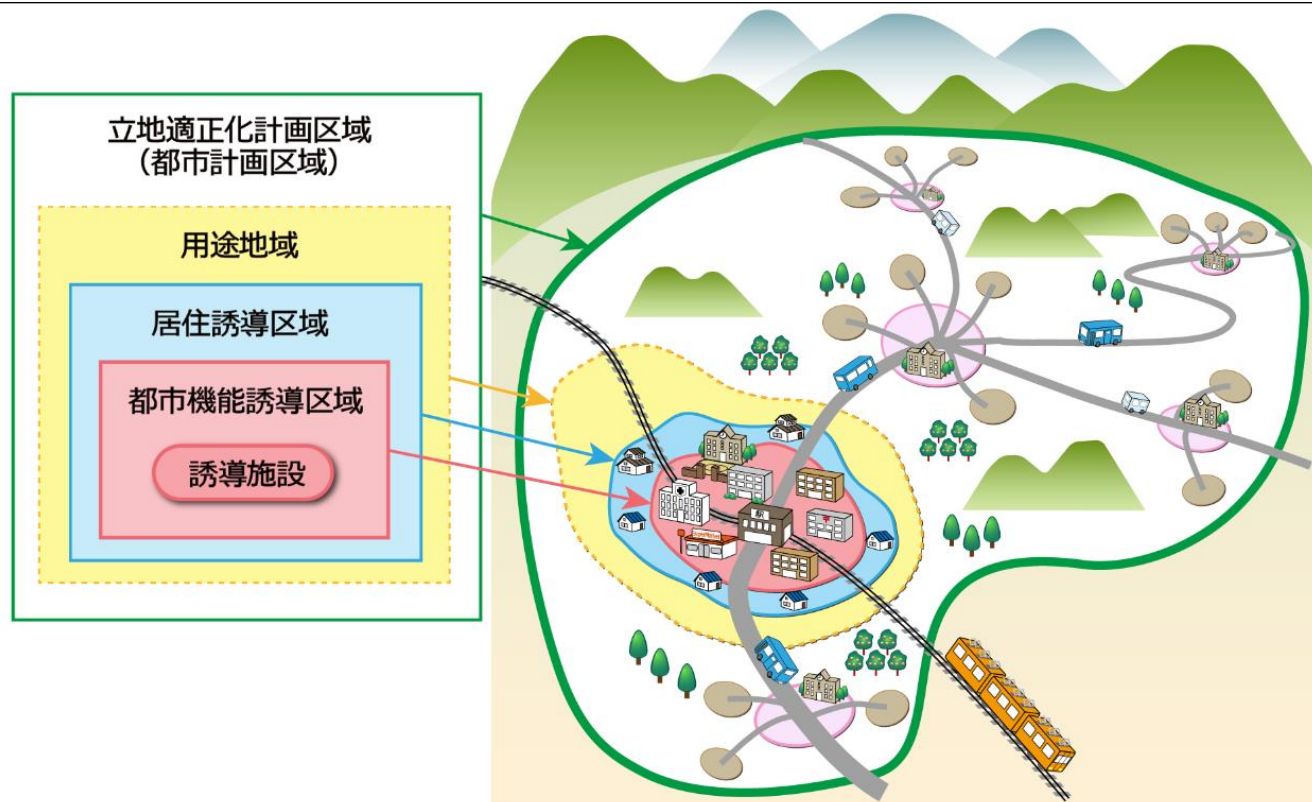 立地適正化計画区域
（都市計画区域）
用途地域
居住誘導区域
都市機能誘導区域
誘導施設
駅